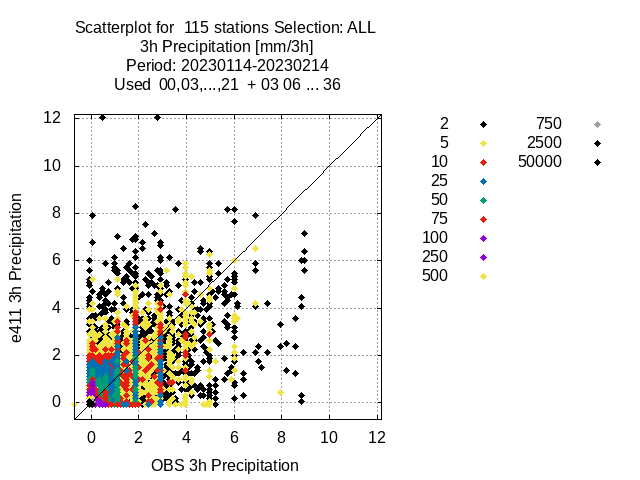 Scatterplot for  115 stations Selection: ALL
3h Precipitation [mm/3h]
Period: 20230114-20230214
Used  00,03,...,21  + 03 06 ... 36
12
10
8
6
4
2
0
e411 3h Precipitation
0 2 4 6 8 10 12
OBS 3h Precipitation
2 750
5 2500
10 50000
25
50
75
100
250
500